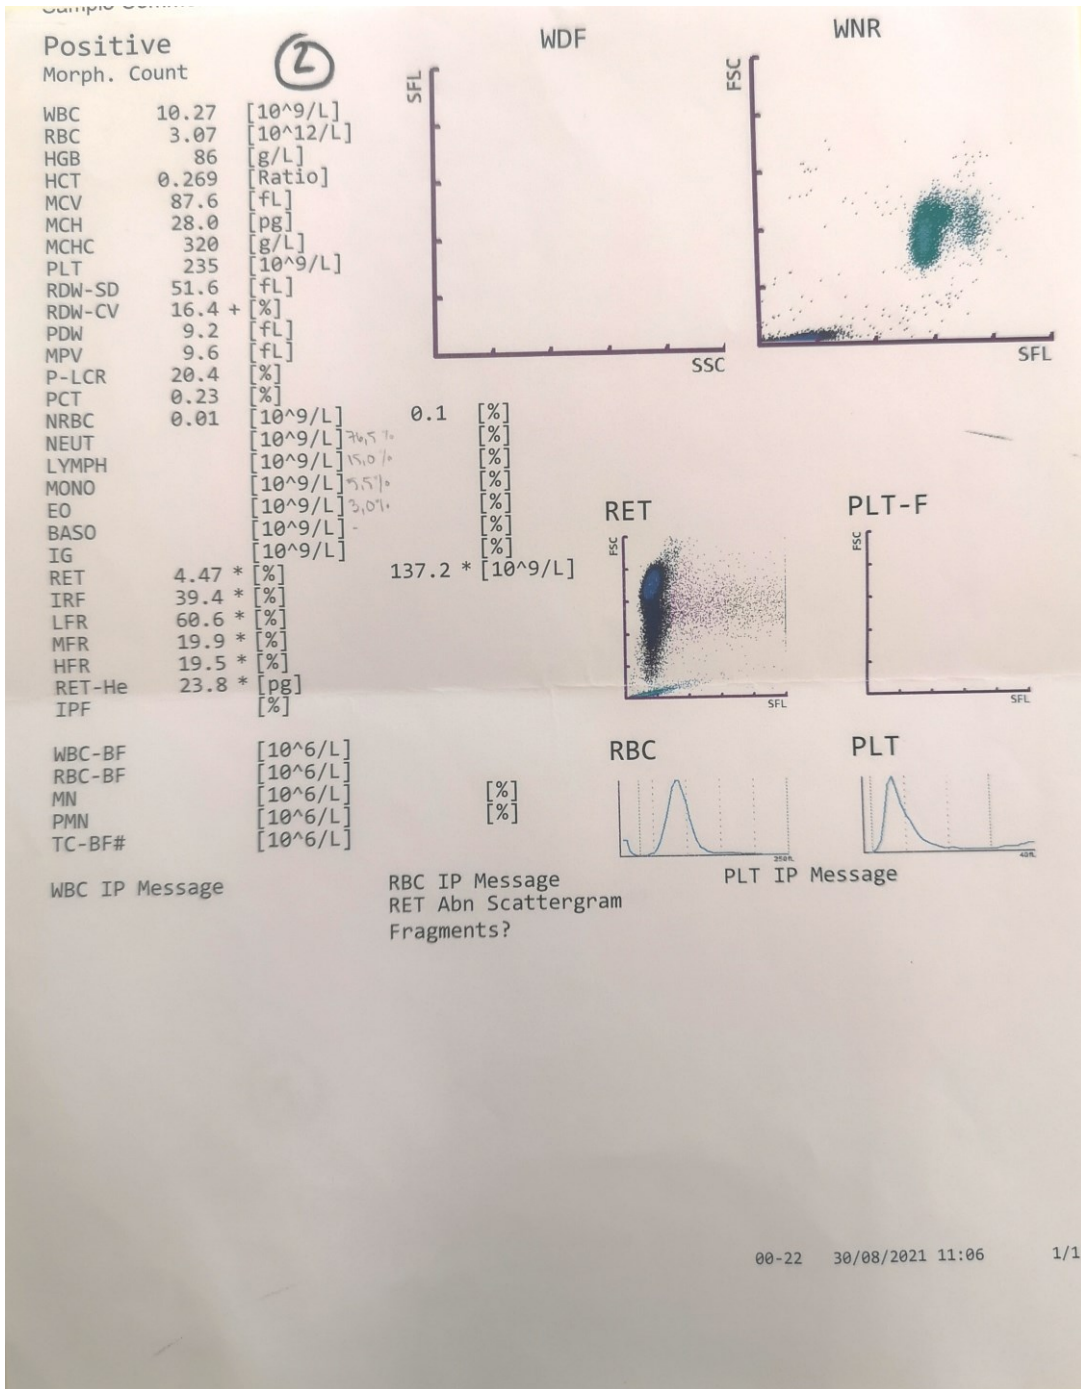 Positive
Morph. Count
2
WBC 10.27 [10^9/L]
RBC 3.07 [10^12/L]
HGB 86 [g/L]
HCT 0.269 [Ratio]
MCV 87.6 [fL]
MCH 28.0 [pg]
MCHC 320 [g/L]
PLT 235 [10^9/L]
RDW-SD 51.6 [fL]
RDW-CV 16.4 + [%]
PDW 9.2 [fL]
MPV 9.6 [fL]
P-LCR 20.4 [%]
PCT 0.23 [%]
NRBC 0.01 [10^9/L] 0.1 [%]
NEUT [10^9/L] 76,5% [%]
LYMPH [10^9/L] 15,0% [%]
MONO [10^9/L] 5,5% [%]
EO [10^9/L] 3,0% [%]
BASO [10^9/L] - [%]
IG [10^9/L] [%]
RET 4.47 * [%] 137.2 * [10^9/L]
IRF 39.4 * [%]
LFR 60.6 * [%]
MFR 19.9 * [%]
HFR 19.5 * [%]
RET-He 23.8 * [pg]
IPF [%]
WBC-BF [10^6/L]
RBC-BF [10^6/L]
MN [10^6/L] [%]
PMN [10^6/L] [%]
TC-BF# [10^6/L]
WDF
SFL
SSC
WNR
FSC
SFL
RET
FSC
SFL
PLT-F
FSC
SFL
RBC
250fL
PLT
40fL
WBC IP Message
RBC IP Message
RET Abn Scattergram
Fragments?
PLT IP Message
00-22 30/08/2021 11:06 1/1